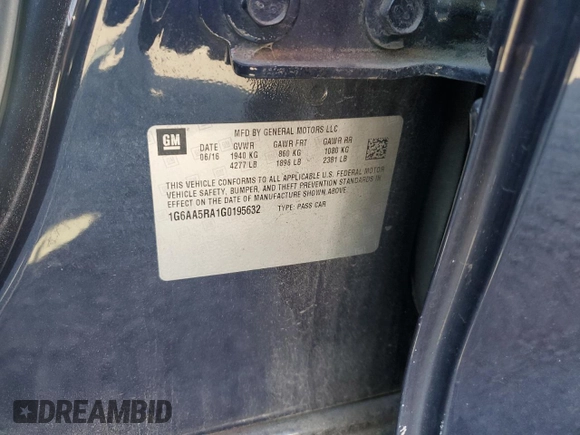 GM
MFD BY GENERAL MOTORS LLC
DATE GVWR GAWR FRT GAWR RR
06/16 1940 KG 860 KG 1080 KG
4277 LB 1896 LB 2381 LB
THIS VEHICLE CONFORMS TO ALL APPLICABLE U.S. FEDERAL MOTOR
VEHICLE SAFETY, BUMPER, AND THEFT PREVENTION STANDARDS IN
EFFECT ON THE DATE OF MANUFACTURE SHOWN ABOVE.
1G6AA5RA1G0195632 TYPE: PASS CAR
DREAMBID